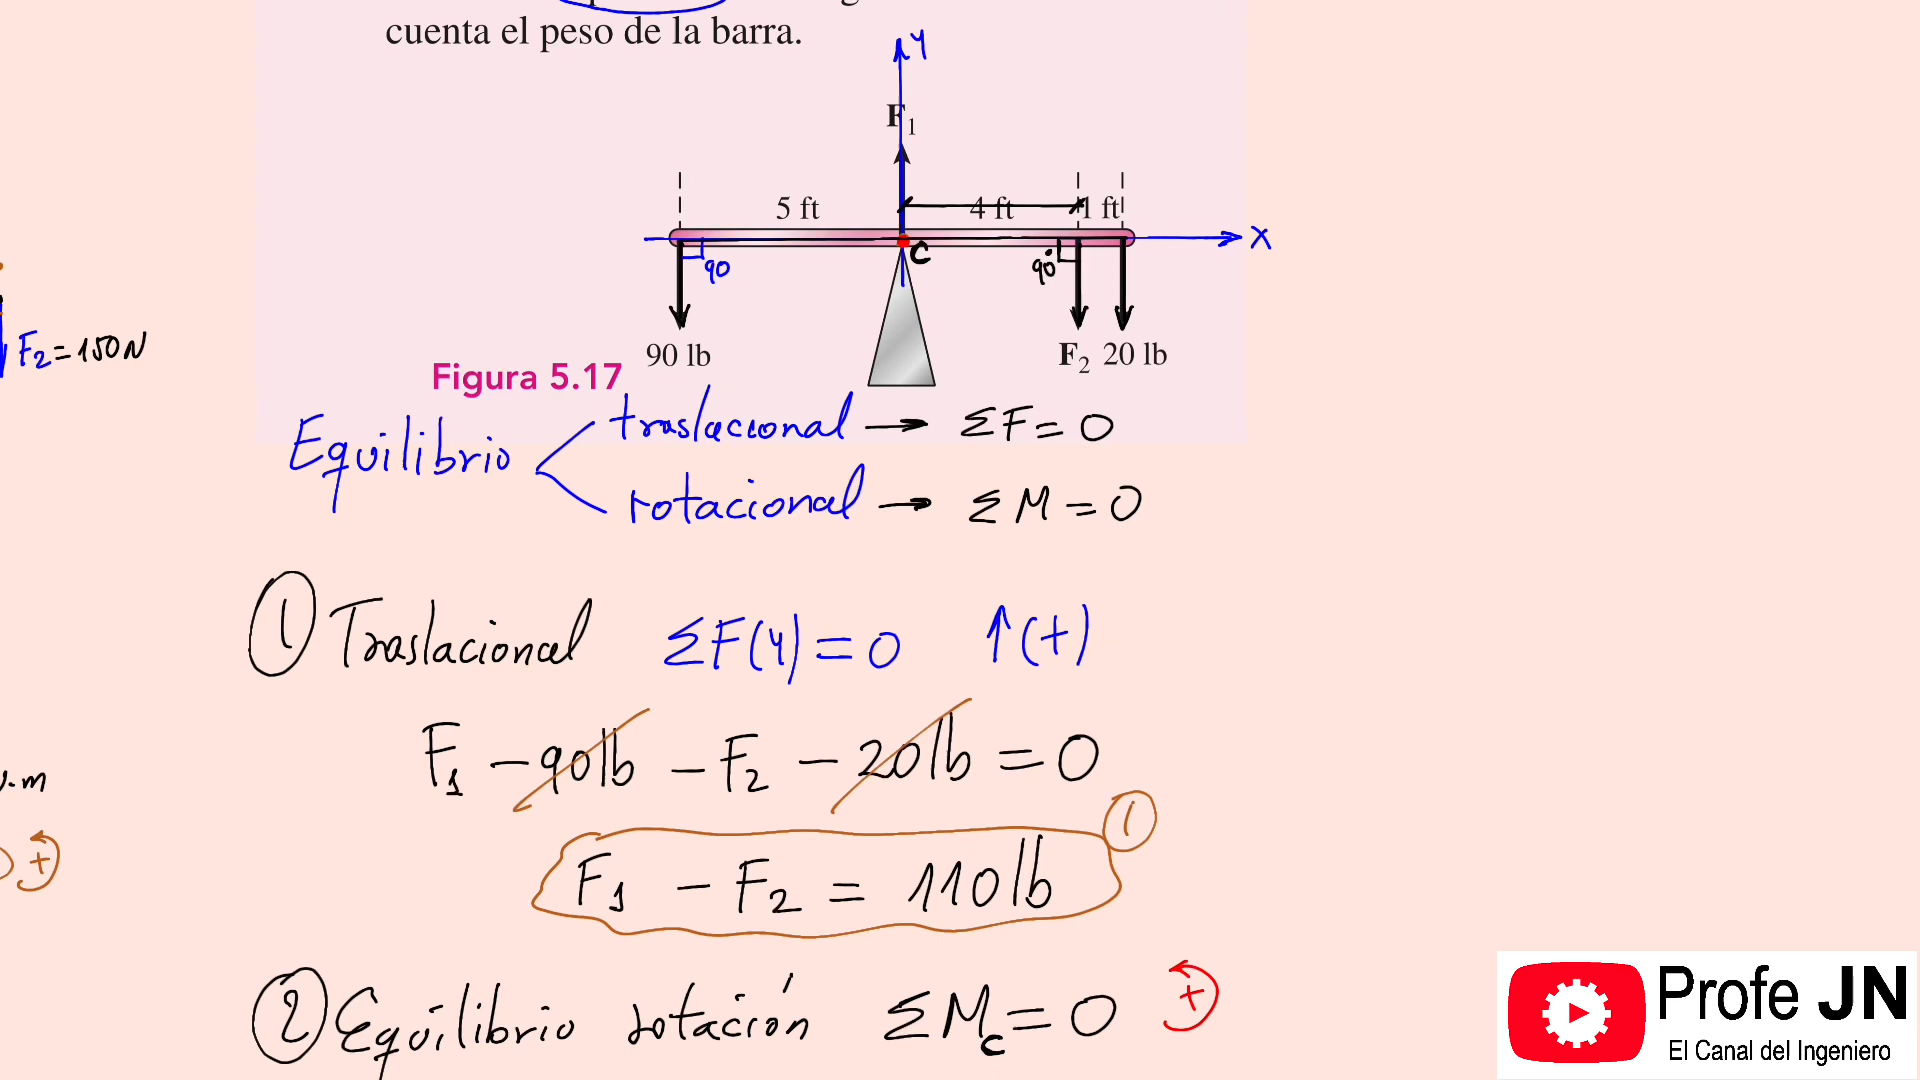 cuenta el peso de la barra.
Y
F1
5 ft 4 ft 1 ft
X
C
90 90°
F2 = 150N
90 lb F2 20 lb
Figura 5.17
Equilibrio traslacional → ΣF = 0
rotacional → ΣM = 0
1 Traslacional ΣF(y) = 0 ↑(+)
F1 - 90lb - F2 - 20lb = 0
1
F1 - F2 = 110lb
+
2 Equilibrio rotación ΣMc = 0 +
Profe JN
El Canal del Ingeniero